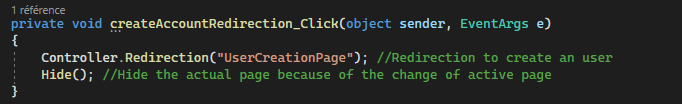 1 référence
private void createAccountRedirection_Click(object sender, EventArgs e)
{
Controller.Redirection("UserCreationPage"); //Redirection to create an user
Hide(); //Hide the actual page because of the change of active page
}